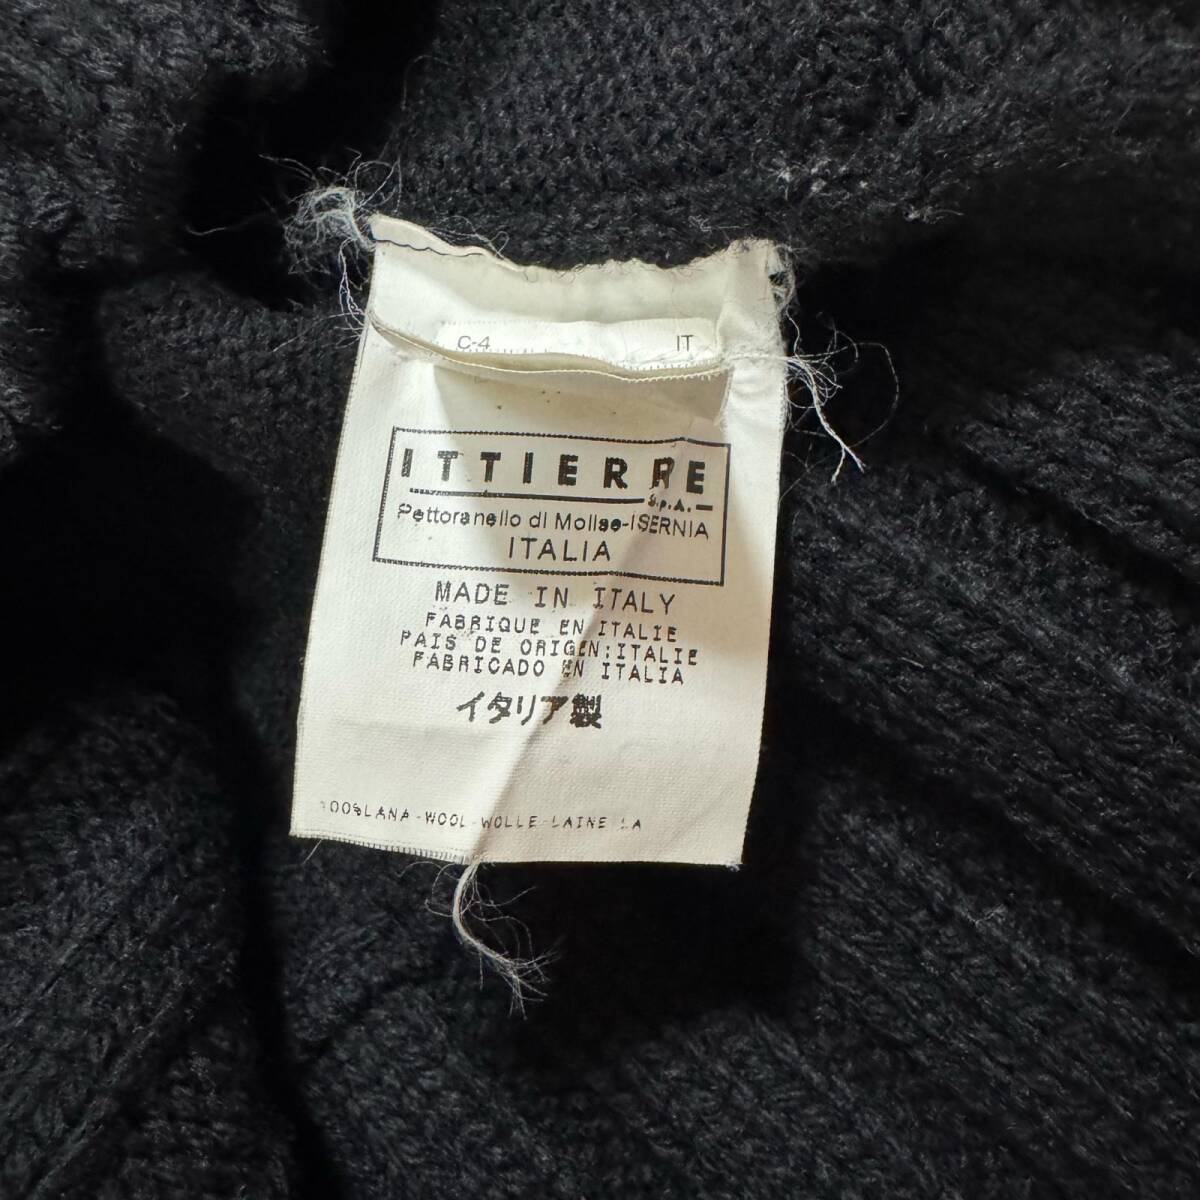 C-4 IT
ITTIERRE
S.p.A.
Pettoranello di Molise-ISERNIA
ITALIA
MADE IN ITALY
FABRIQUE EN ITALIE
PAIS DE ORIGEN:ITALIE
FABRICADO EN ITALIA
イタリア製
100%LANA-WOOL-WOLLE-LAINE LA